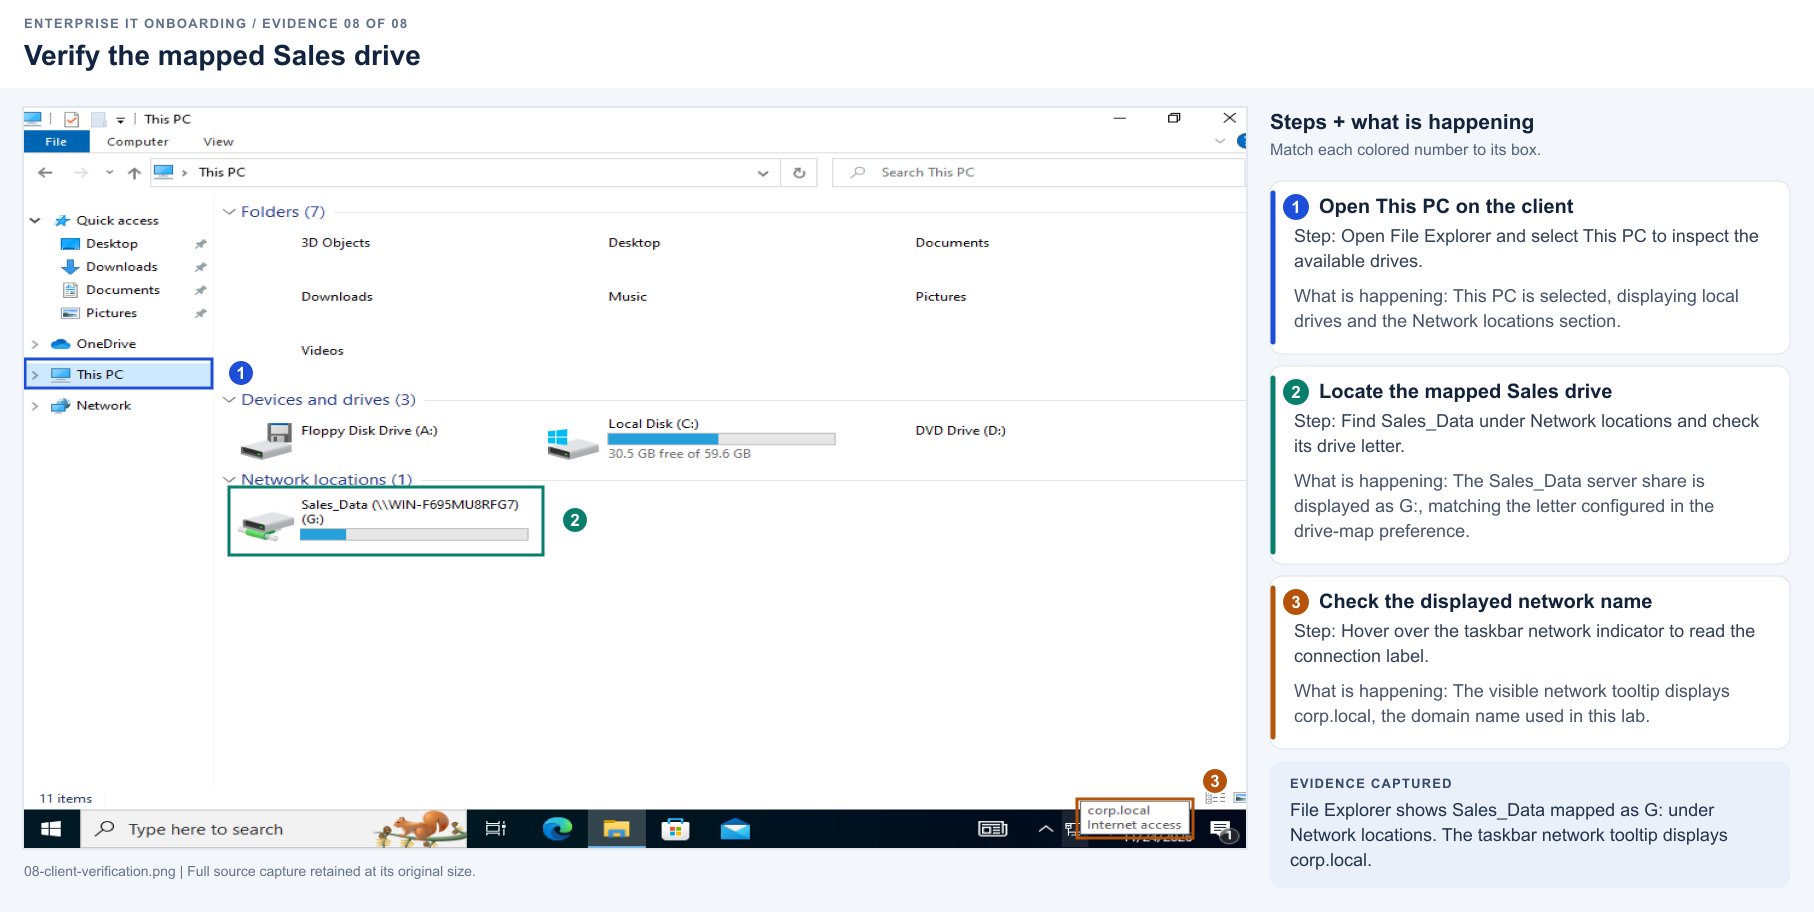 ENTERPRISE IT ONBOARDING / EVIDENCE 08 OF 08
Verify the mapped Sales drive
This PC
File
Computer
View
This PC
Search This PC
Quick access
Desktop
Downloads
Documents
Pictures
OneDrive
This PC
Network
1
Folders (7)
3D Objects
Desktop
Documents
Downloads
Music
Pictures
Videos
Devices and drives (3)
Floppy Disk Drive (A:)
Local Disk (C:)
30.5 GB free of 59.6 GB
DVD Drive (D:)
Network locations (1)
Sales_Data (\\WIN-F695MU8RFG7)
(G:)
2
11 items
3
Type here to search
corp.local
Internet access
1
08-client-verification.png | Full source capture retained at its original size.
Steps + what is happening
Match each colored number to its box.
1 Open This PC on the client
Step: Open File Explorer and select This PC to inspect the
available drives.
What is happening: This PC is selected, displaying local
drives and the Network locations section.
2 Locate the mapped Sales drive
Step: Find Sales_Data under Network locations and check
its drive letter.
What is happening: The Sales_Data server share is
displayed as G:, matching the letter configured in the
drive-map preference.
3 Check the displayed network name
Step: Hover over the taskbar network indicator to read the
connection label.
What is happening: The visible network tooltip displays
corp.local, the domain name used in this lab.
EVIDENCE CAPTURED
File Explorer shows Sales_Data mapped as G: under
Network locations. The taskbar network tooltip displays
corp.local.